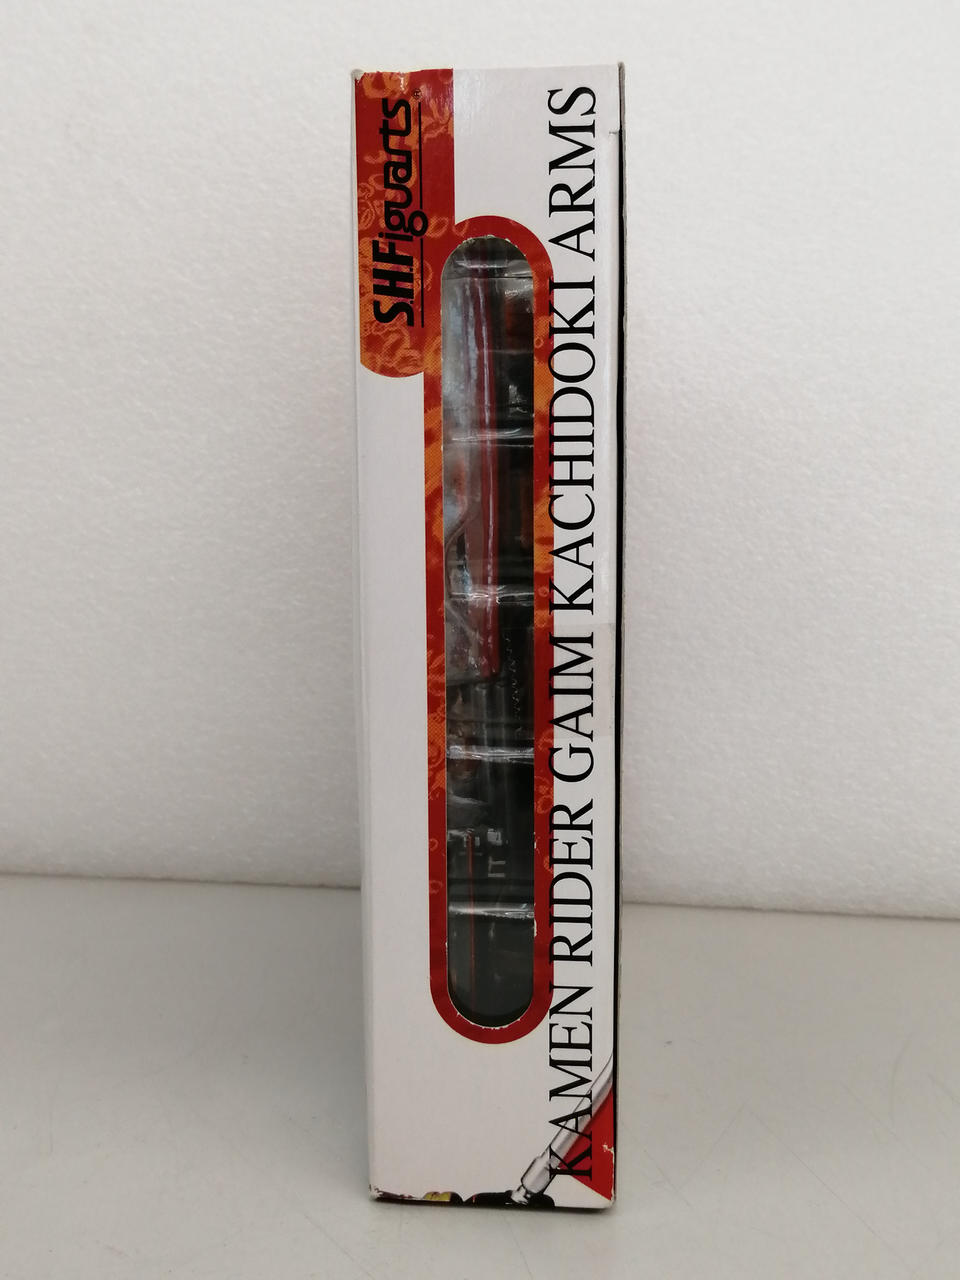 S.H.Figuarts
KAMEN RIDER GAIM KACHIDOKI ARMS